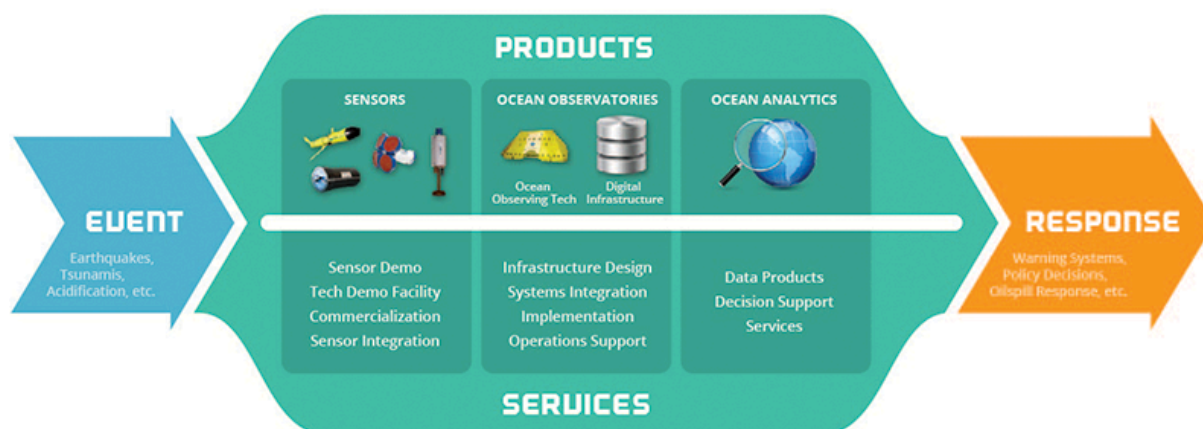 PRODUCTS
SENSORS
OCEAN OBSERVATORIES
OCEAN ANALYTICS
Ocean
Observing Tech
Digital
Infrastructure
EVENT
Earthquakes,
Tsunamis,
Acidification, etc.
RESPONSE
Warning Systems,
Policy Decisions,
Oilspill Response, etc.
Sensor Demo
Tech Demo Facility
Commercialization
Sensor Integration
Infrastructure Design
Systems Integration
Implementation
Operations Support
Data Products
Decision Support
Services
SERVICES